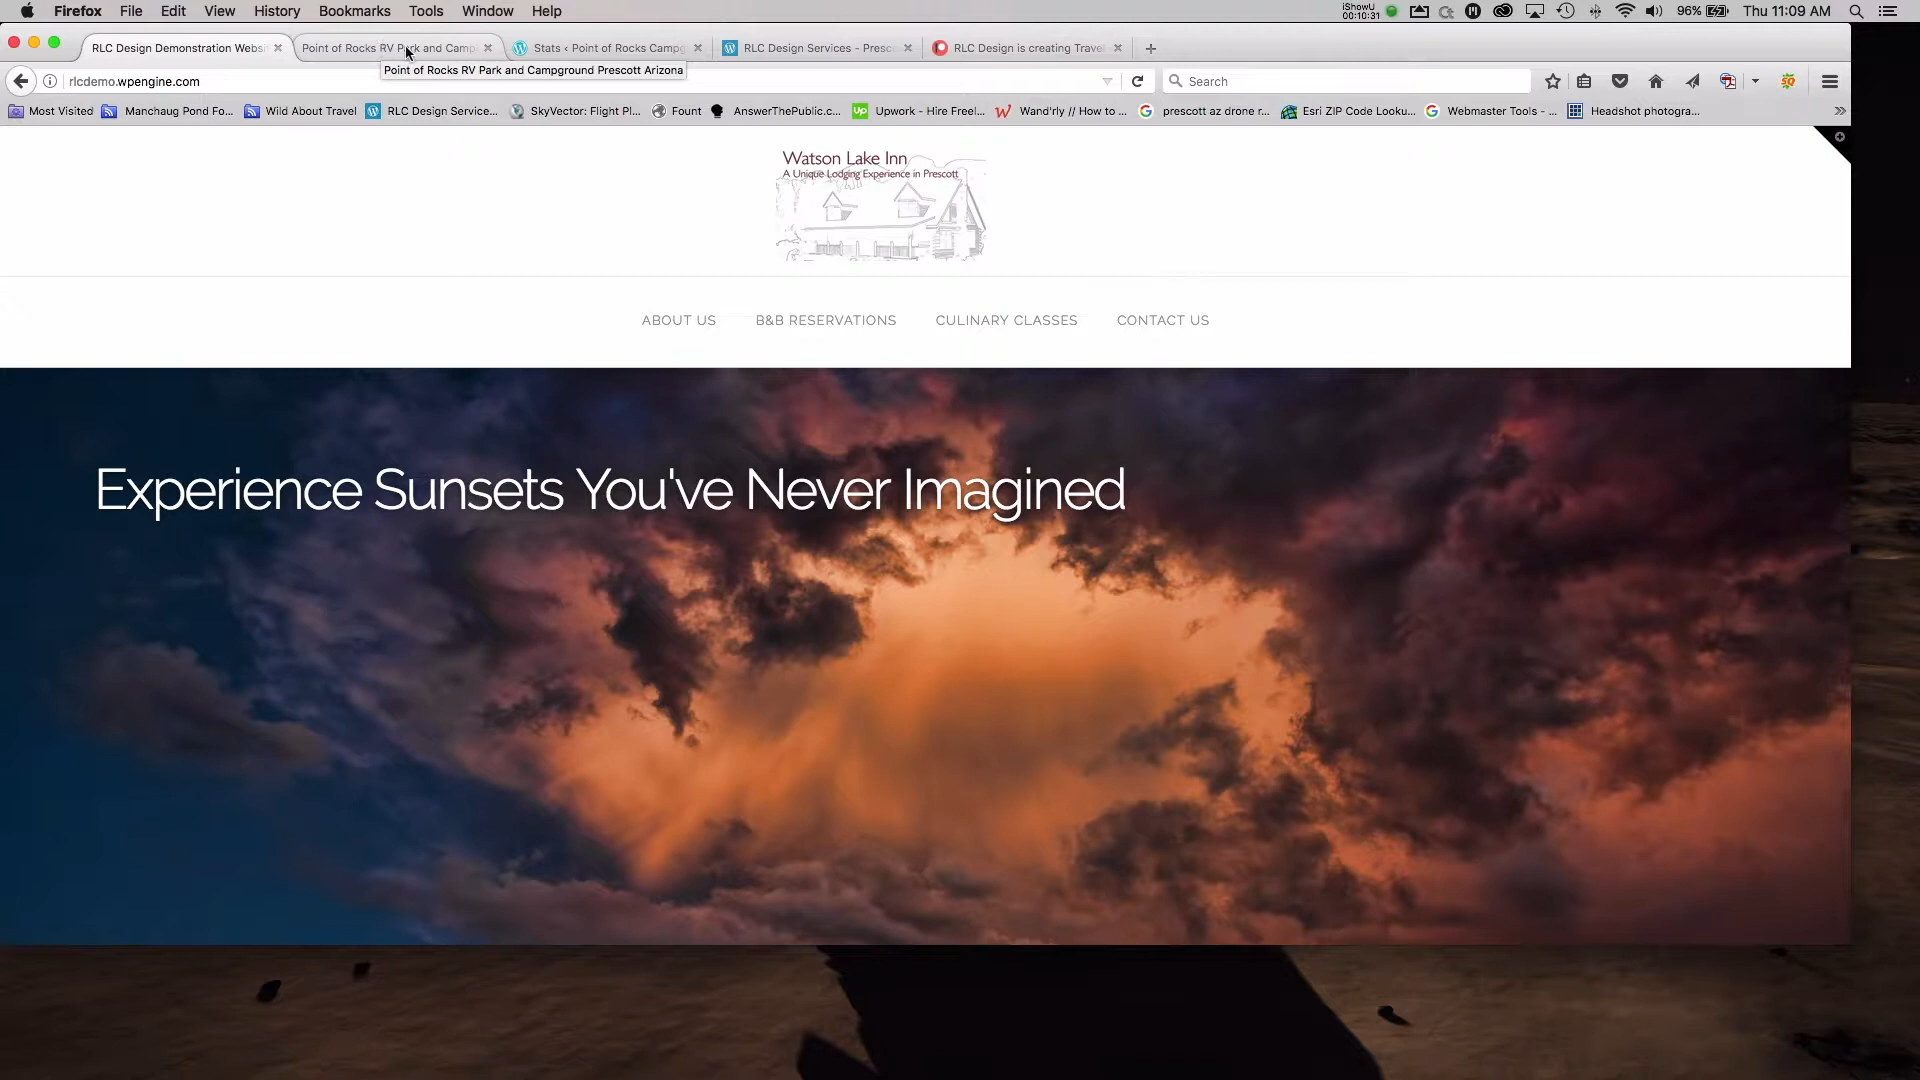 Firefox File Edit View History Bookmarks Tools Window Help
iShowU
00:10:31
96%
Thu 11:09 AM
RLC Design Demonstration Websi
Point of Rocks RV Park and Camp
Stats ‹ Point of Rocks Campg
RLC Design Services - Presc
RLC Design is creating Travel
Point of Rocks RV Park and Campground Prescott Arizona
rlcdemo.wpengine.com
Search
Most Visited
Manchaug Pond Fo...
Wild About Travel
RLC Design Service...
SkyVector: Flight Pl...
Fount
AnswerThePublic.c...
Up
Upwork - Hire Freel...
Wand'rly // How to ...
prescott az drone r...
Esri ZIP Code Looku...
Webmaster Tools - ...
Headshot photogra...
Watson Lake Inn
A Unique Lodging Experience in Prescott
ABOUT US
B&B RESERVATIONS
CULINARY CLASSES
CONTACT US
Experience Sunsets You've Never Imagined